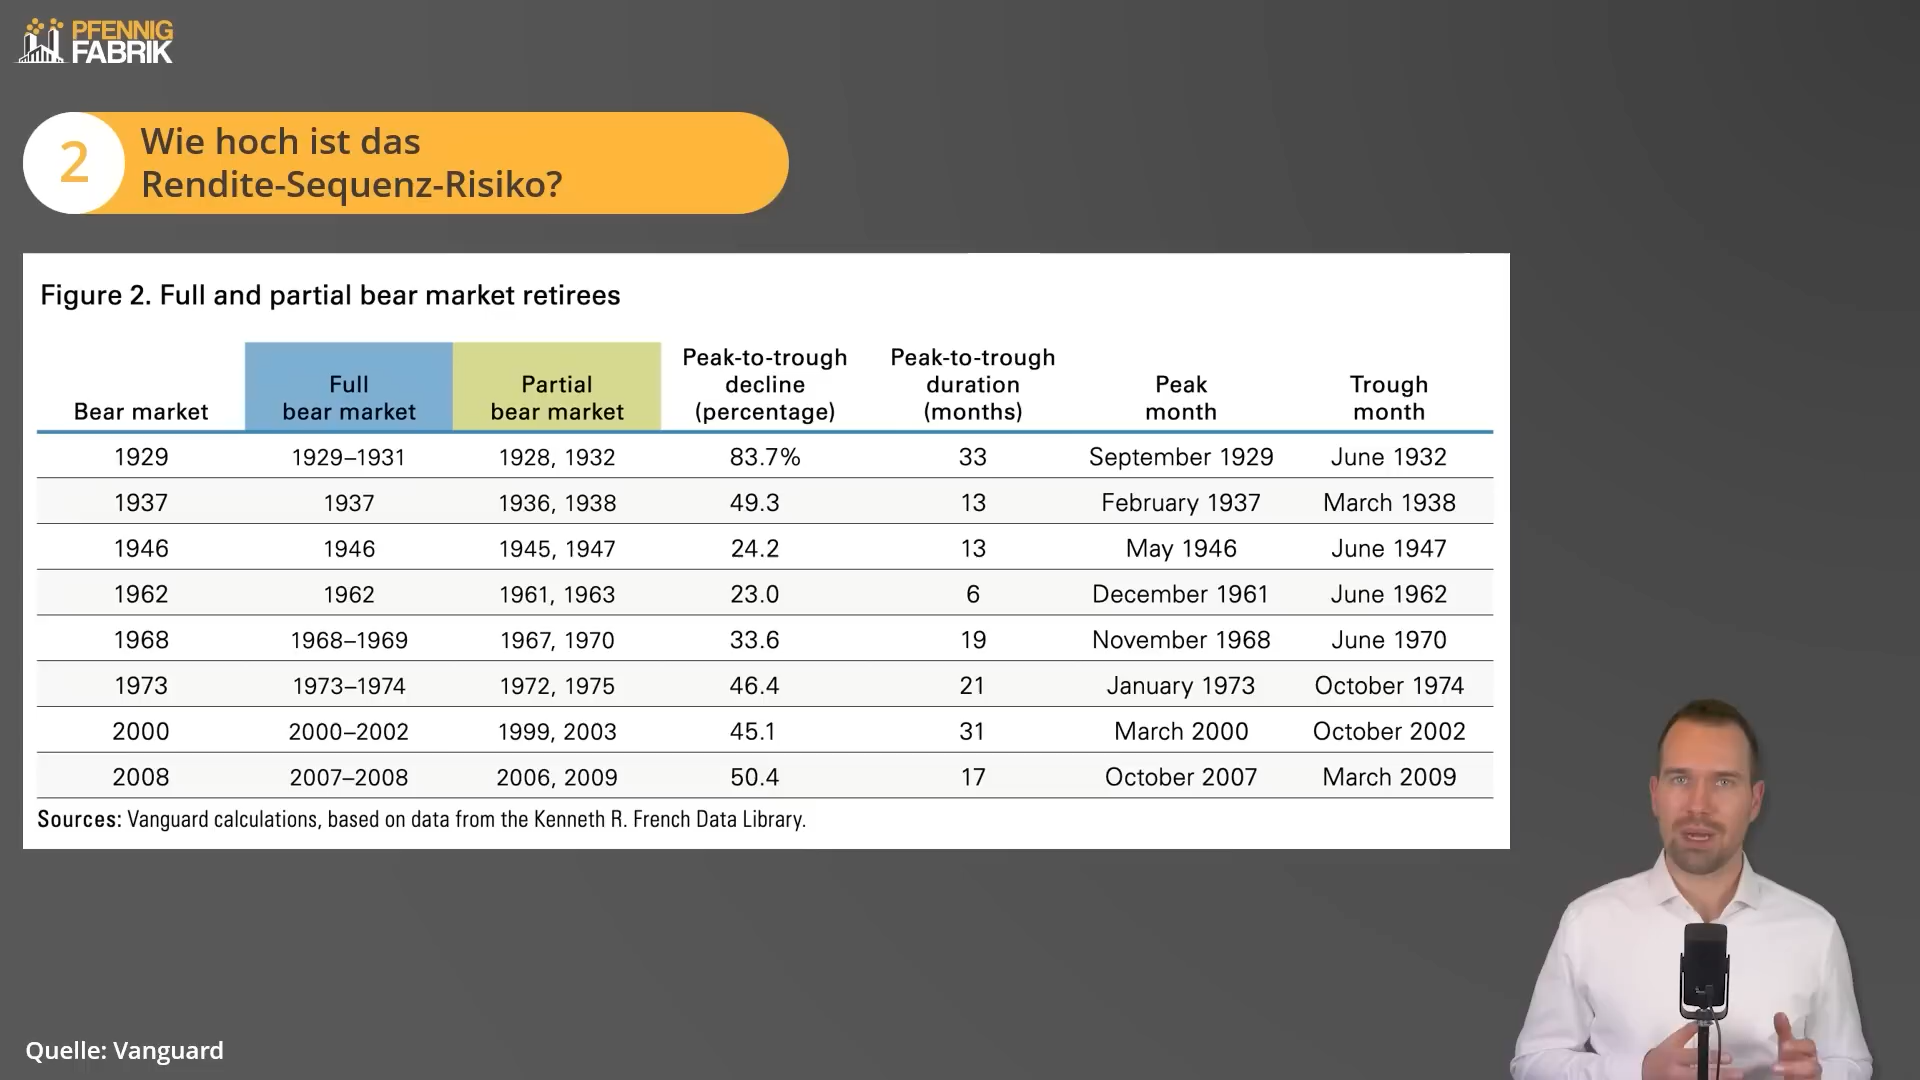 PFENNIG
FABRIK
2
Wie hoch ist das
Rendite-Sequenz-Risiko?
Figure 2. Full and partial bear market retirees
Bear market Full bear market Partial bear market Peak-to-trough decline (percentage) Peak-to-trough duration (months) Peak month Trough month
1929 1929–1931 1928, 1932 83.7% 33 September 1929 June 1932
1937 1937 1936, 1938 49.3 13 February 1937 March 1938
1946 1946 1945, 1947 24.2 13 May 1946 June 1947
1962 1962 1961, 1963 23.0 6 December 1961 June 1962
1968 1968–1969 1967, 1970 33.6 19 November 1968 June 1970
1973 1973–1974 1972, 1975 46.4 21 January 1973 October 1974
2000 2000–2002 1999, 2003 45.1 31 March 2000 October 2002
2008 2007–2008 2006, 2009 50.4 17 October 2007 March 2009
Sources: Vanguard calculations, based on data from the Kenneth R. French Data Library.
Quelle: Vanguard